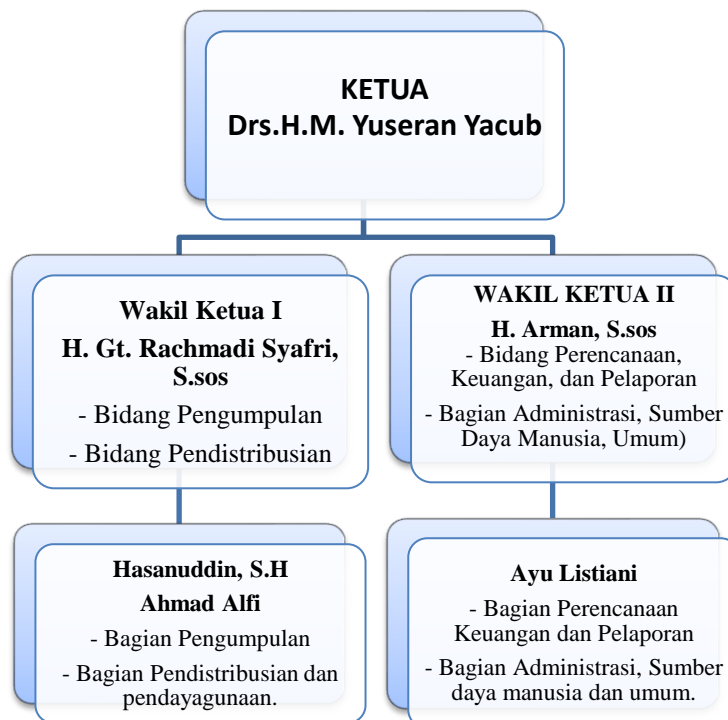 KETUA
Drs.H.M. Yuseran Yacub
Wakil Ketua I
H. Gt. Rachmadi Syafri,
S.sos
- Bidang Pengumpulan
- Bidang Pendistribusian
WAKIL KETUA II
H. Arman, S.sos
- Bidang Perencanaan,
Keuangan, dan Pelaporan
- Bagian Administrasi, Sumber
Daya Manusia, Umum)
Hasanuddin, S.H
Ahmad Alfi
- Bagian Pengumpulan
- Bagian Pendistribusian dan
pendayagunaan.
Ayu Listiani
- Bagian Perencanaan
Keuangan dan Pelaporan
- Bagian Administrasi, Sumber
daya manusia dan umum.